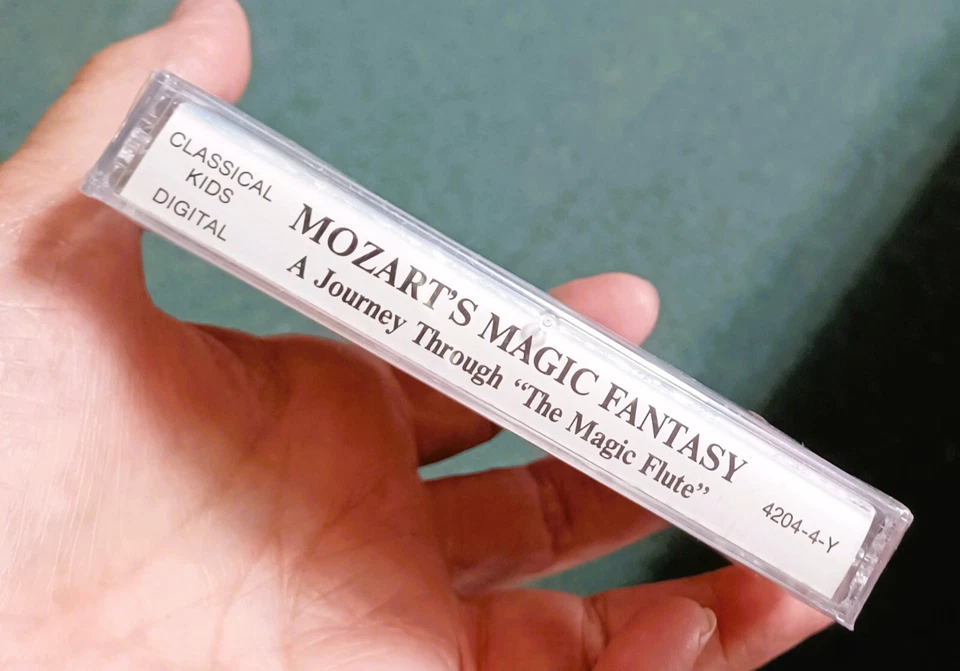 CLASSICAL
KIDS
DIGITAL
MOZART'S MAGIC FANTASY
A Journey Through “The Magic Flute”
4204-4-Y